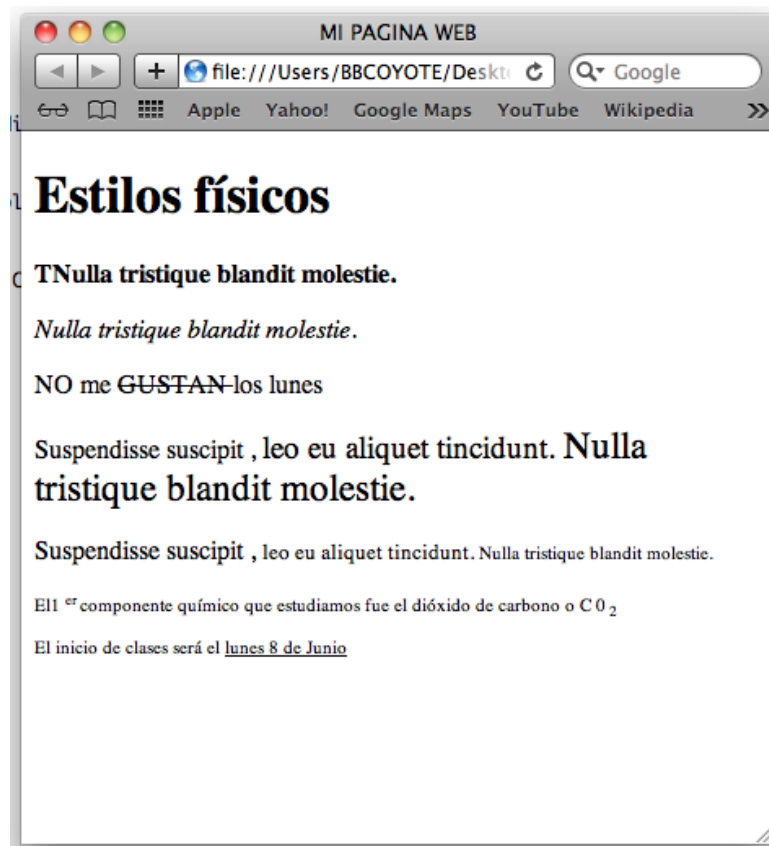 MI PAGINA WEB
file:///Users/BBCOYOTE/Deskt
Google
Apple Yahoo! Google Maps YouTube Wikipedia
Estilos físicos
TNulla tristique blandit molestie.
Nulla tristique blandit molestie.
NO me GUSTAN los lunes
Suspendisse suscipit , leo eu aliquet tincidunt. Nulla
tristique blandit molestie.
Suspendisse suscipit , leo eu aliquet tincidunt. Nulla tristique blandit molestie.
El1 er componente químico que estudiamos fue el dióxido de carbono o C 0 2
El inicio de clases será el lunes 8 de Junio